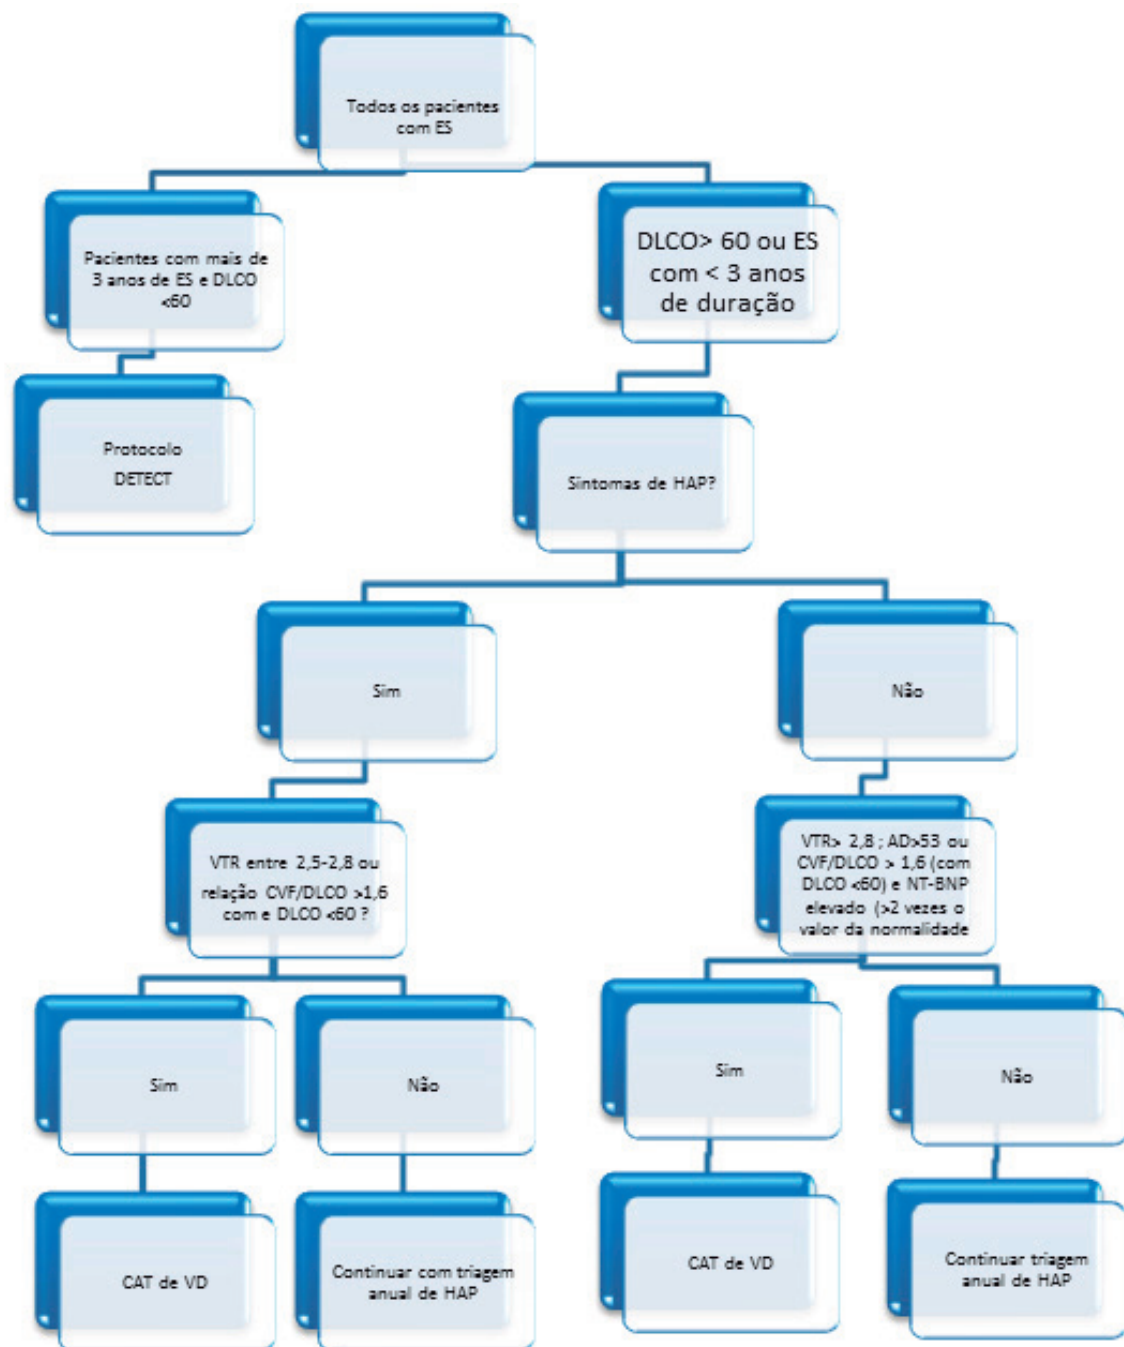 Todos os pacientes
com ES
Pacientes com mais de
3 anos de ES e DLCO
<60
DLCO> 60 ou ES
com < 3 anos
de duração
Protocolo
DETECT
Sintomas de HAP?
Sim
Não
VTR entre 2,5-2,8 ou
relação CVF/DLCO >1,6
com e DLCO <60 ?
VTR> 2,8 ; AD>53 ou
CVF/DLCO > 1,6 (com
DLCO <60) e NT-BNP
elevado (>2 vezes o
valor da normalidade
Sim
Não
Sim
Não
CAT de VD
Continuar com triagem
anual de HAP
CAT de VD
Continuar triagem
anual de HAP